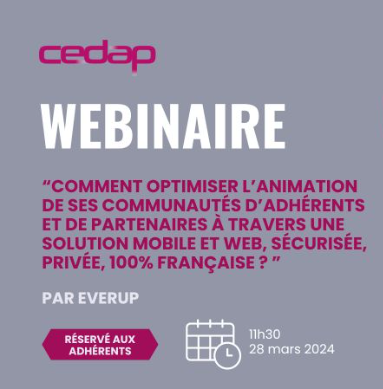 cedap
WEBINAIRE
“COMMENT OPTIMISER L’ANIMATION
DE SES COMMUNAUTÉS D’ADHÉRENTS
ET DE PARTENAIRES À TRAVERS UNE
SOLUTION MOBILE ET WEB, SÉCURISÉE,
PRIVÉE, 100% FRANÇAISE ? ”
PAR EVERUP
RÉSERVÉ AUX
ADHÉRENTS
11h30
28 mars 2024